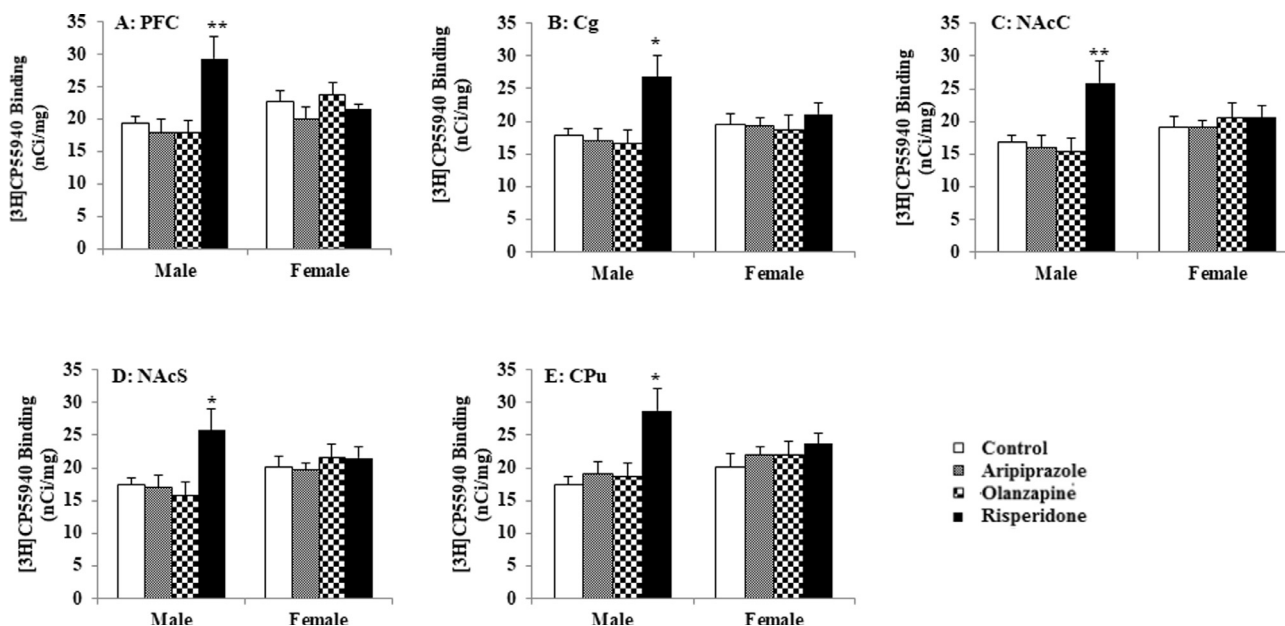 A: PFC
**
[3H]CP55940 Binding
(nCi/mg)
35
30
25
20
15
10
5
0
Male
Female
B: Cg
*
[3H]CP55940 Binding
(nCi/mg)
35
30
25
20
15
10
5
0
Male
Female
C: NAcC
**
[3H]CP55940 Binding
(nCi/mg)
35
30
25
20
15
10
5
0
Male
Female
D: NAcS
*
[3H]CP55940 Binding
(nCi/mg)
35
30
25
20
15
10
5
0
Male
Female
E: CPu
*
[3H]CP55940 Binding
(nCi/mg)
35
30
25
20
15
10
5
0
Male
Female
Control
Aripiprazole
Olanzapine
Risperidone